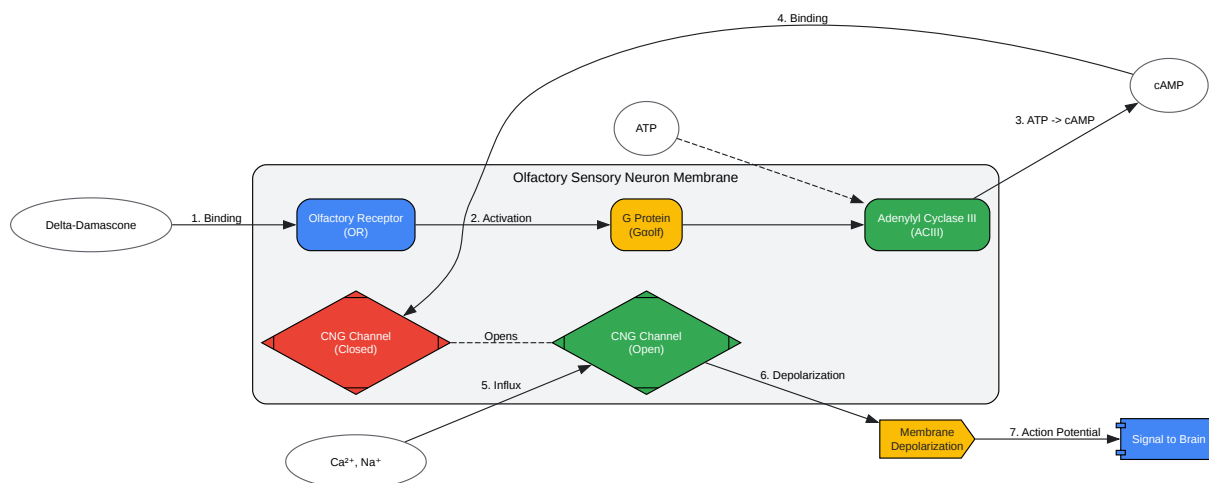 4. Binding
cAMP
ATP
3. ATP -> cAMP
Olfactory Sensory Neuron Membrane
Delta-Damascone
1. Binding
Olfactory Receptor
(OR)
2. Activation
G Protein
(Gαolf)
Adenylyl Cyclase III
(ACIII)
CNG Channel
(Closed)
Opens
CNG Channel
(Open)
5. Influx
6. Depolarization
Membrane
Depolarization
7. Action Potential
Signal to Brain
Ca²⁺, Na⁺